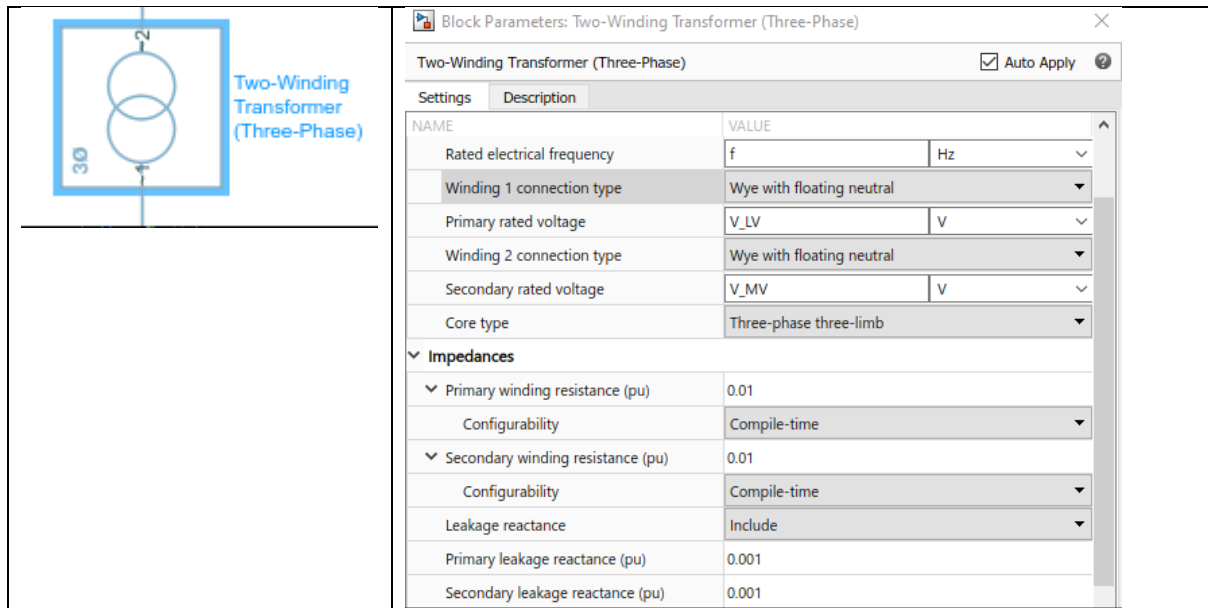 ~2
Two-Winding
Transformer
(Three-Phase)
3Ø
~1
Block Parameters: Two-Winding Transformer (Three-Phase)
Two-Winding Transformer (Three-Phase) Auto Apply
Settings Description
NAME VALUE
Rated electrical frequency f Hz
Winding 1 connection type Wye with floating neutral
Primary rated voltage V_LV V
Winding 2 connection type Wye with floating neutral
Secondary rated voltage V_MV V
Core type Three-phase three-limb
Impedances
Primary winding resistance (pu) 0.01
Configurability Compile-time
Secondary winding resistance (pu) 0.01
Configurability Compile-time
Leakage reactance Include
Primary leakage reactance (pu) 0.001
Secondary leakage reactance (pu) 0.001